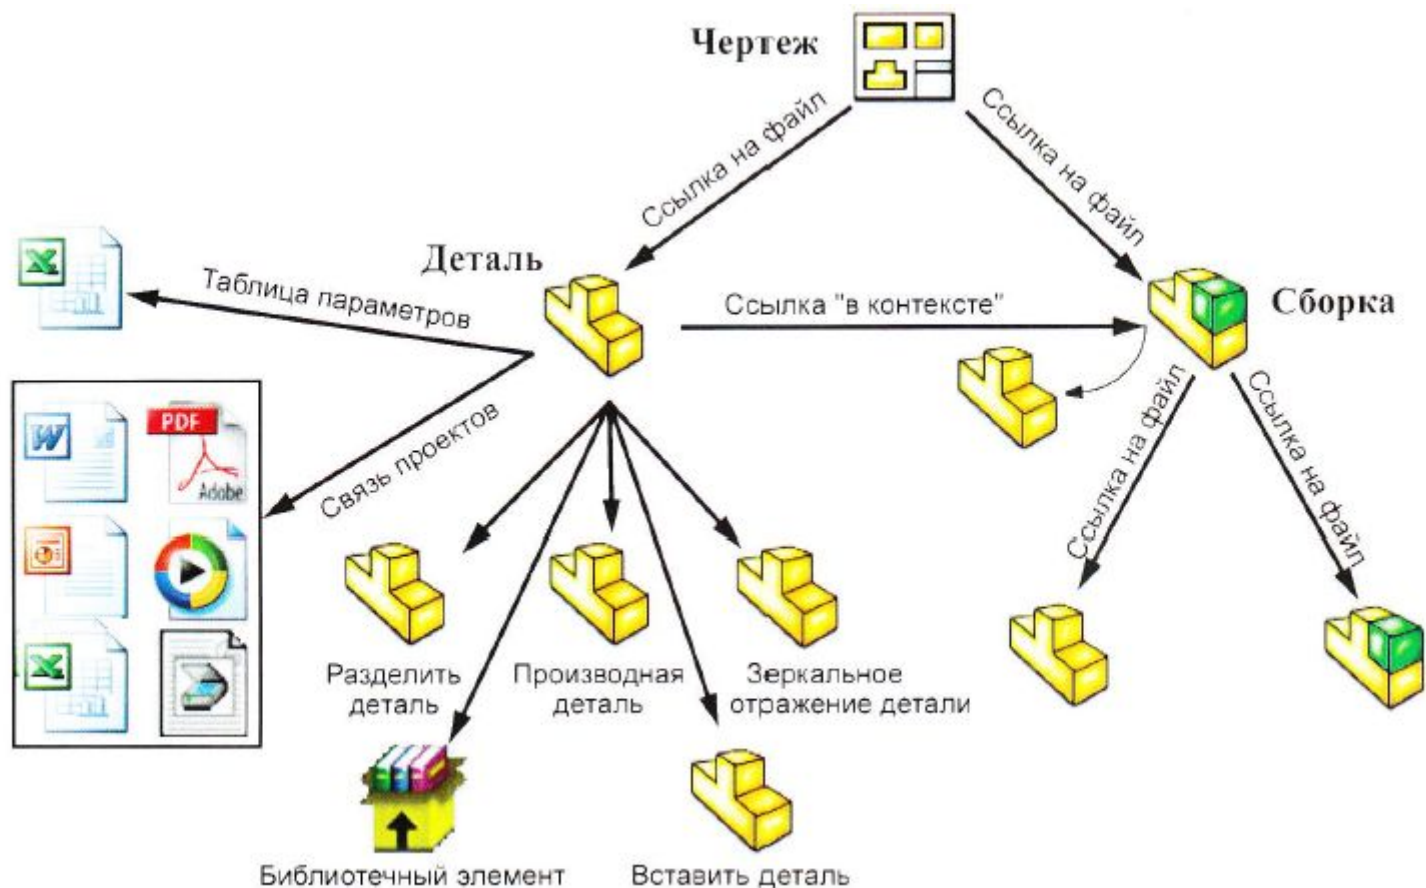 Чертеж
Ссылка на файл
Ссылка на файл
Деталь
Таблица параметров
Ссылка "в контексте"
Сборка
PDF
W
Adobe
Связь проектов
Ссылка на файл
Ссылка на файл
Разделить
деталь
Производная
деталь
Зеркальное
отражение детали
Библиотечный элемент
Вставить деталь